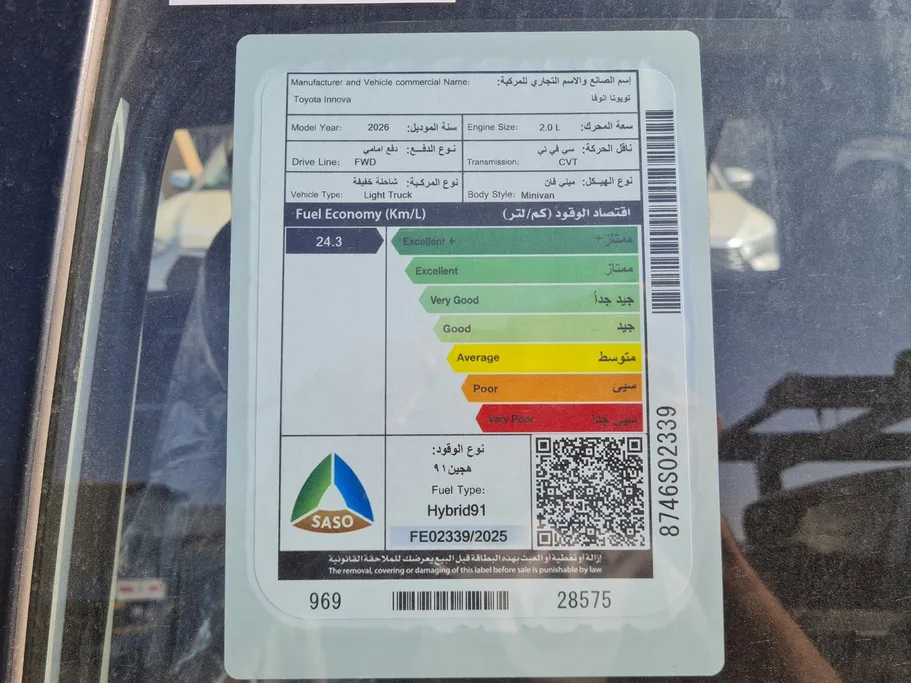 Manufacturer and Vehicle commercial Name: إسم الصانع والاسم التجاري للمركبة:
Toyota Innova تويوتا انوفا
Model Year: 2026 سنة الموديل: Engine Size: 2.0 L سعة المحرك:
نوع الدفع: دفع امامي ناقل الحركة: سي في تي
Drive Line: FWD Transmission: CVT
نوع المركبة: شاحنة خفيفة نوع الهيكل: ميني فان
Vehicle Type: Light Truck Body Style: Minivan
Fuel Economy (Km/L) اقتصاد الوقود (كم/لتر)
24.3 Excellent + ممتاز+
Excellent ممتاز
Very Good جيد جداً
Good جيد
Average متوسط
Poor سيئ
Very Poor سيئ جداً
نوع الوقود:
هجين ٩١
Fuel Type:
Hybrid91
SASO
FE02339/2025
8746S02339
إزالة أو تغطية أو العبث بهذه البطاقة قبل البيع يعرضك للملاحقة القانونية
The removal, covering or damaging of this label before sale is punishable by law
969 28575